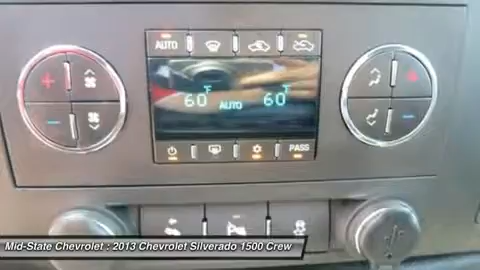 AUTO
60°F AUTO 60°F
PASS
Mid-State Chevrolet : 2013 Chevrolet Silverado 1500 Crew